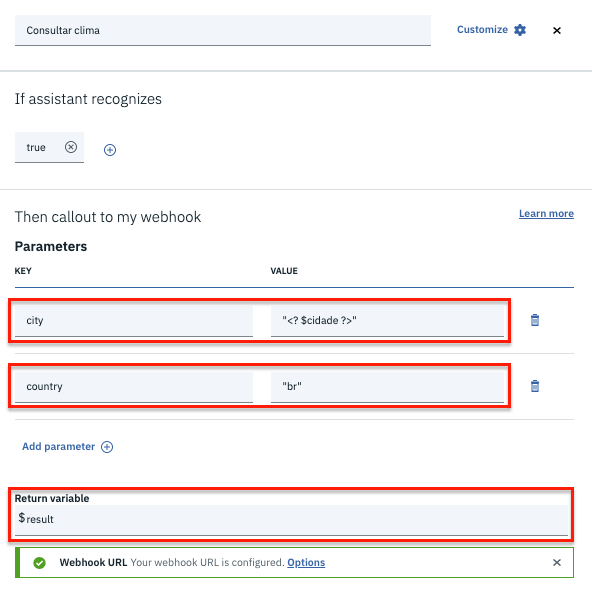 Consultar clima
Customize
If assistant recognizes
true
Then callout to my webhook
Learn more
Parameters
KEY VALUE
city "<? $cidade ?>"
country "br"
Add parameter
Return variable
$result
Webhook URL Your webhook URL is configured. Options